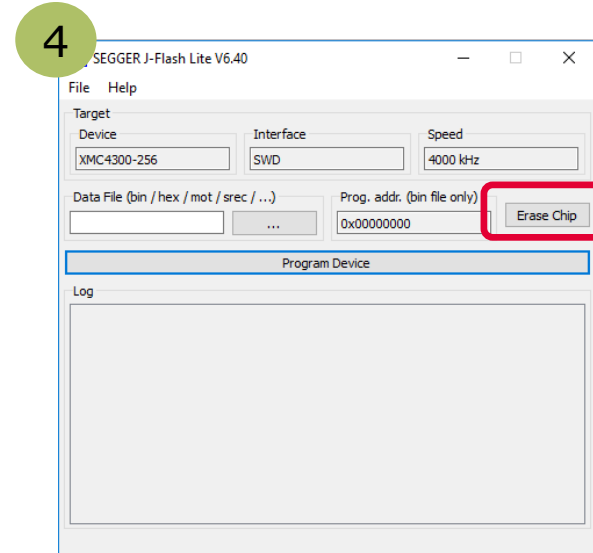 4
SEGGER J-Flash Lite V6.40
File Help
Target
Device Interface Speed
XMC4300-256 SWD 4000 kHz
Data File (bin / hex / mot / srec / ...) Prog. addr. (bin file only)
... 0x00000000 Erase Chip
Program Device
Log